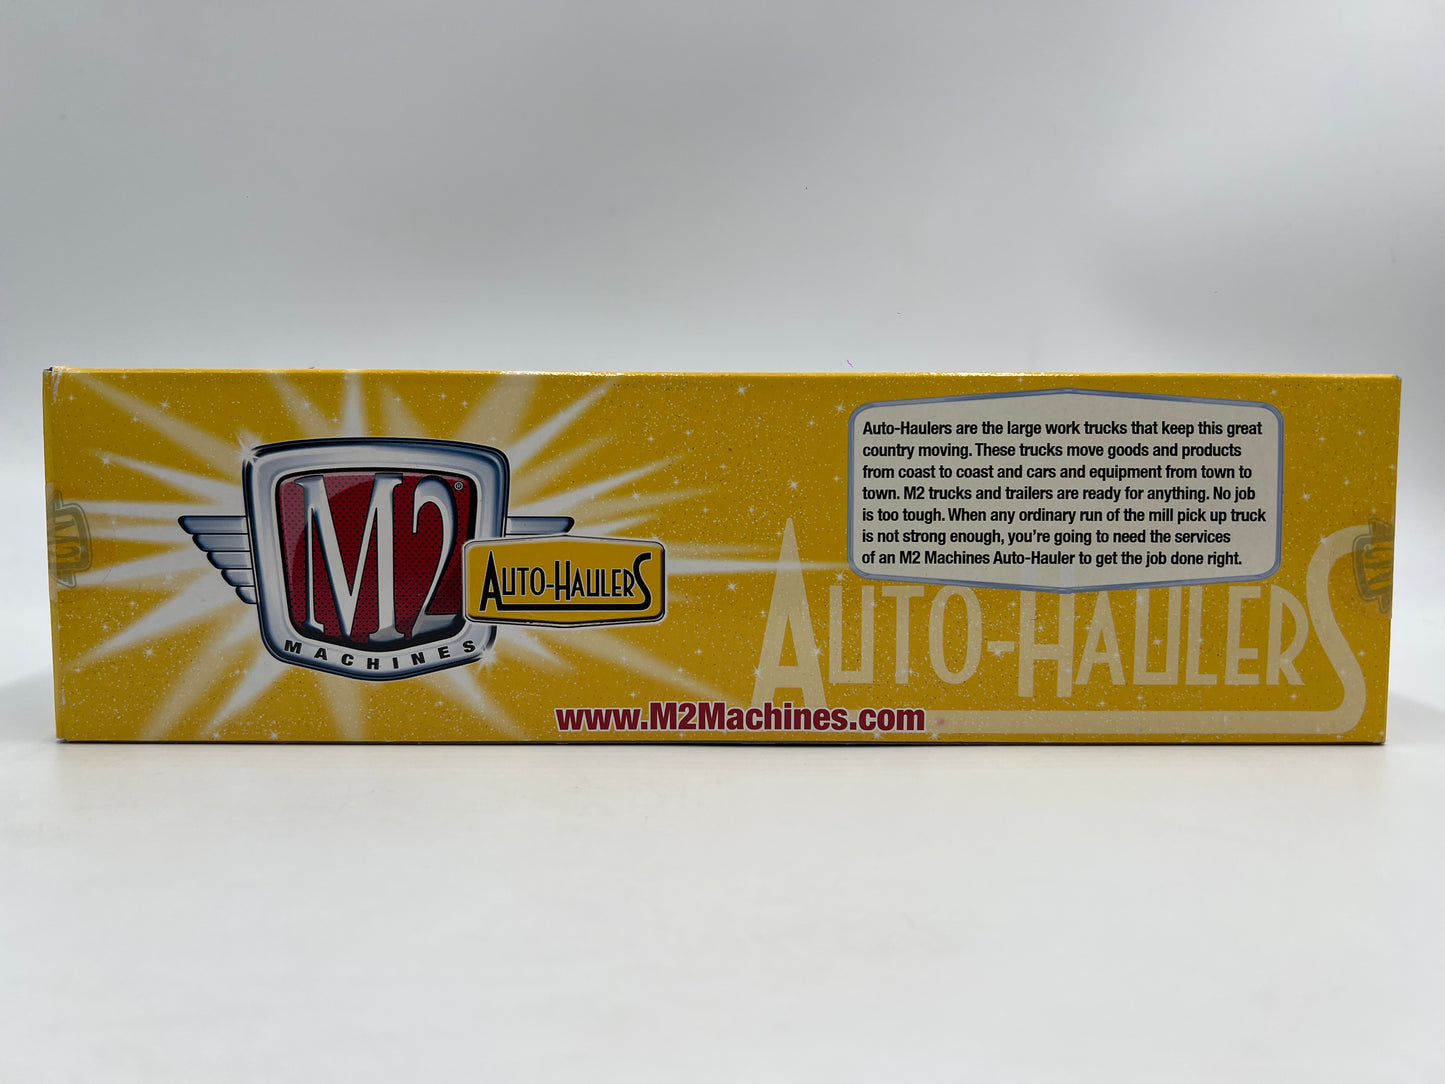 M2®
MACHINES
AUTO-HAULERS
Auto-Haulers are the large work trucks that keep this great
country moving. These trucks move goods and products
from coast to coast and cars and equipment from town to
town. M2 trucks and trailers are ready for anything. No job
is too tough. When any ordinary run of the mill pick up truck
is not strong enough, you're going to need the services
of an M2 Machines Auto-Hauler to get the job done right.
AUTO-HAULERS
www.M2Machines.com